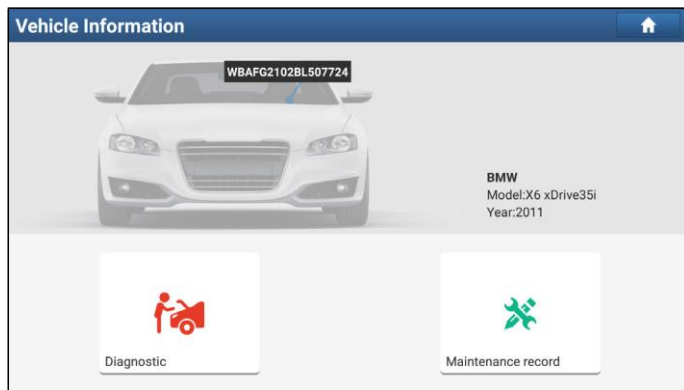 Vehicle Information
WBAFG2102BL507724
BMW
Model:X6 xDrive35i
Year:2011
Diagnostic
Maintenance record